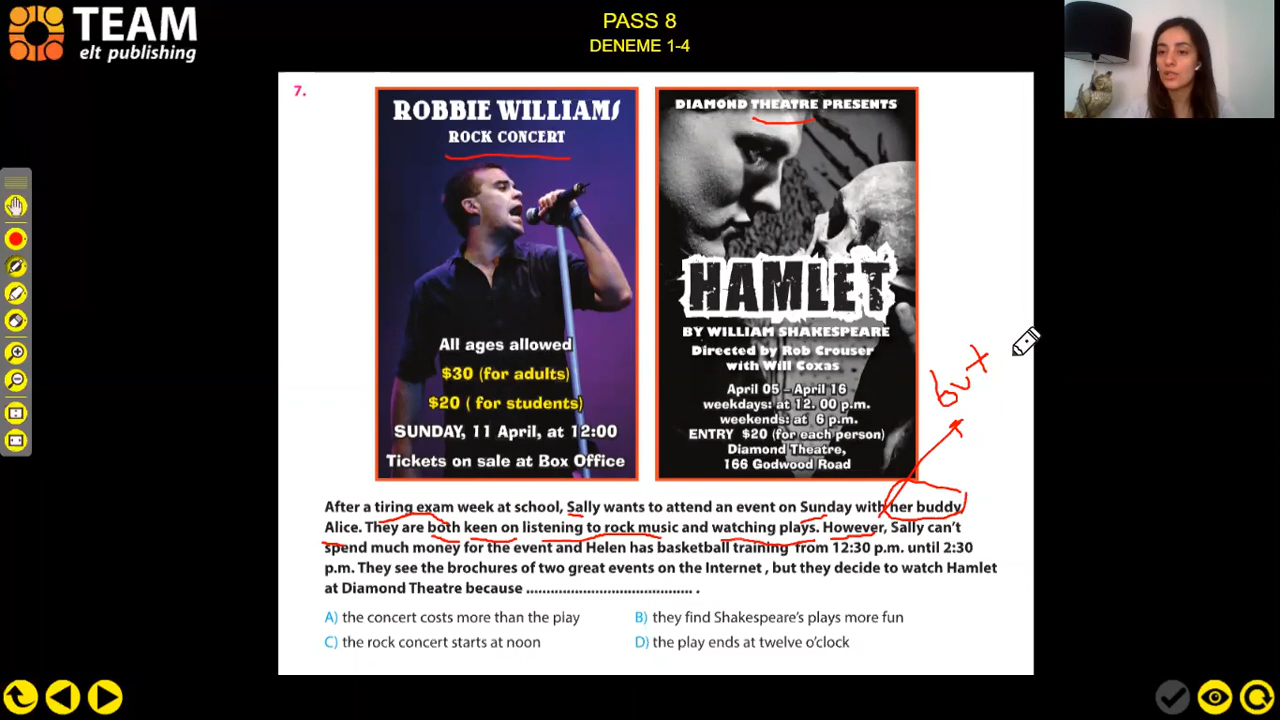 TEAM
elt publishing
PASS 8
DENEME 1-4
7.
ROBBIE WILLIAMS
ROCK CONCERT
All ages allowed
$30 (for adults)
$20 ( for students)
SUNDAY, 11 April, at 12:00
Tickets on sale at Box Office
DIAMOND THEATRE PRESENTS
HAMLET
BY WILLIAM SHAKESPEARE
Directed by Rob Crouser
with Will Coxas
April 05 – April 16
weekdays: at 12. 00 p.m.
weekends: at 6 p.m.
ENTRY $20 (for each person)
Diamond Theatre,
166 Godwood Road
but
After a tiring exam week at school, Sally wants to attend an event on Sunday with her buddy
Alice. They are both keen on listening to rock music and watching plays. However, Sally can't
spend much money for the event and Helen has basketball training from 12:30 p.m. until 2:30
p.m. They see the brochures of two great events on the Internet , but they decide to watch Hamlet
at Diamond Theatre because .......................................... .
A) the concert costs more than the play
B) they find Shakespeare's plays more fun
C) the rock concert starts at noon
D) the play ends at twelve o'clock